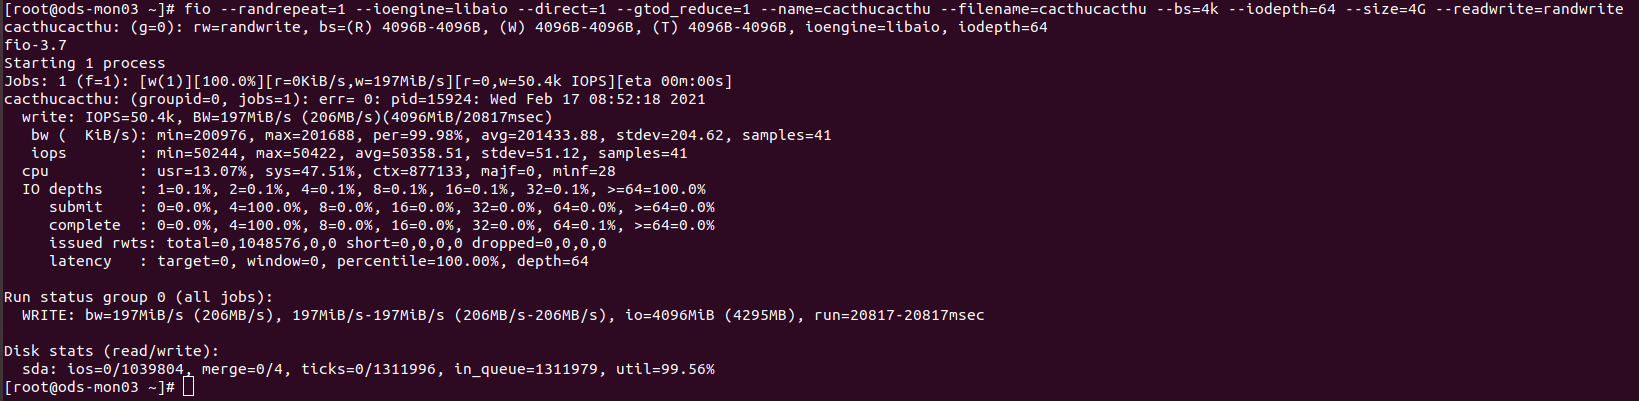 [root@ods-mon03 ~]# fio --randrepeat=1 --ioengine=libaio --direct=1 --gtod_reduce=1 --name=cacthucacthu --filename=cacthucacthu --bs=4k --iodepth=64 --size=4G --readwrite=randwrite
cacthucacthu: (g=0): rw=randwrite, bs=(R) 4096B-4096B, (W) 4096B-4096B, (T) 4096B-4096B, ioengine=libaio, iodepth=64
fio-3.7
Starting 1 process
Jobs: 1 (f=1): [w(1)][100.0%][r=0KiB/s,w=197MiB/s][r=0,w=50.4k IOPS][eta 00m:00s]
cacthucacthu: (groupid=0, jobs=1): err= 0: pid=15924: Wed Feb 17 08:52:18 2021
  write: IOPS=50.4k, BW=197MiB/s (206MB/s)(4096MiB/20817msec)
   bw (  KiB/s): min=200976, max=201688, per=99.98%, avg=201433.88, stdev=204.62, samples=41
   iops        : min=50244, max=50422, avg=50358.51, stdev=51.12, samples=41
  cpu          : usr=13.07%, sys=47.51%, ctx=877133, majf=0, minf=28
  IO depths    : 1=0.1%, 2=0.1%, 4=0.1%, 8=0.1%, 16=0.1%, 32=0.1%, >=64=100.0%
     submit    : 0=0.0%, 4=100.0%, 8=0.0%, 16=0.0%, 32=0.0%, 64=0.0%, >=64=0.0%
     complete  : 0=0.0%, 4=100.0%, 8=0.0%, 16=0.0%, 32=0.0%, 64=0.1%, >=64=0.0%
     issued rwts: total=0,1048576,0,0 short=0,0,0,0 dropped=0,0,0,0
     latency   : target=0, window=0, percentile=100.00%, depth=64

Run status group 0 (all jobs):
  WRITE: bw=197MiB/s (206MB/s), 197MiB/s-197MiB/s (206MB/s-206MB/s), io=4096MiB (4295MB), run=20817-20817msec

Disk stats (read/write):
  sda: ios=0/1039804, merge=0/4, ticks=0/1311996, in_queue=1311979, util=99.56%
[root@ods-mon03 ~]#